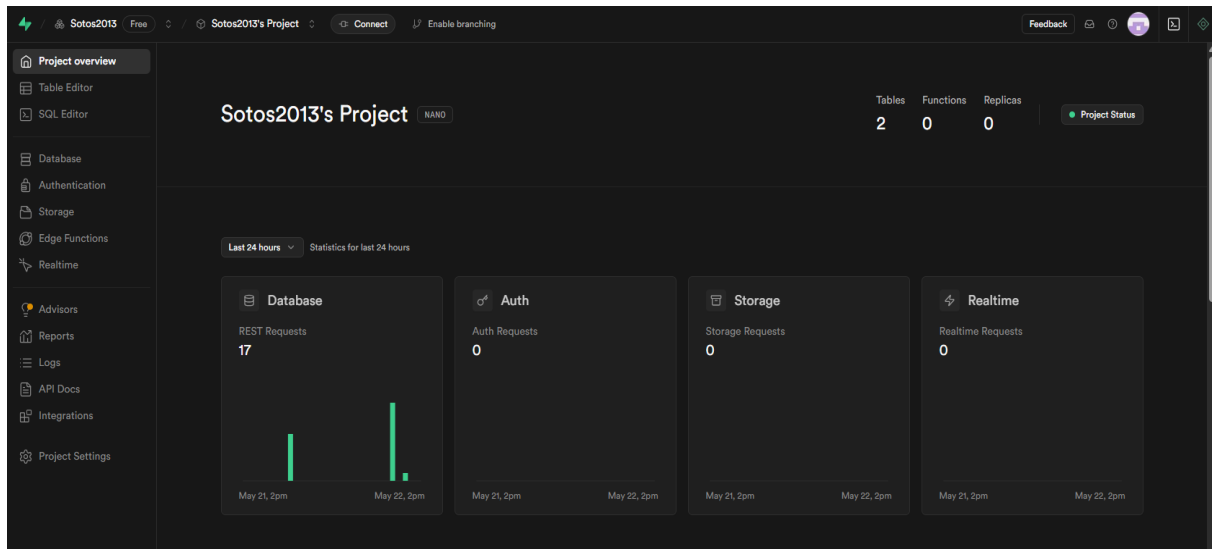 Sotos2013 Free Sotos2013's Project Connect Enable branching Feedback
Project overview
Table Editor
SQL Editor
Database
Authentication
Storage
Edge Functions
Realtime
Advisors
Reports
Logs
API Docs
Integrations
Project Settings
Sotos2013's Project NANO
Tables Functions Replicas
2 0 0
Project Status
Last 24 hours Statistics for last 24 hours
Database
REST Requests
17
May 21, 2pm May 22, 2pm
Auth
Auth Requests
0
May 21, 2pm May 22, 2pm
Storage
Storage Requests
0
May 21, 2pm May 22, 2pm
Realtime
Realtime Requests
0
May 21, 2pm May 22, 2pm